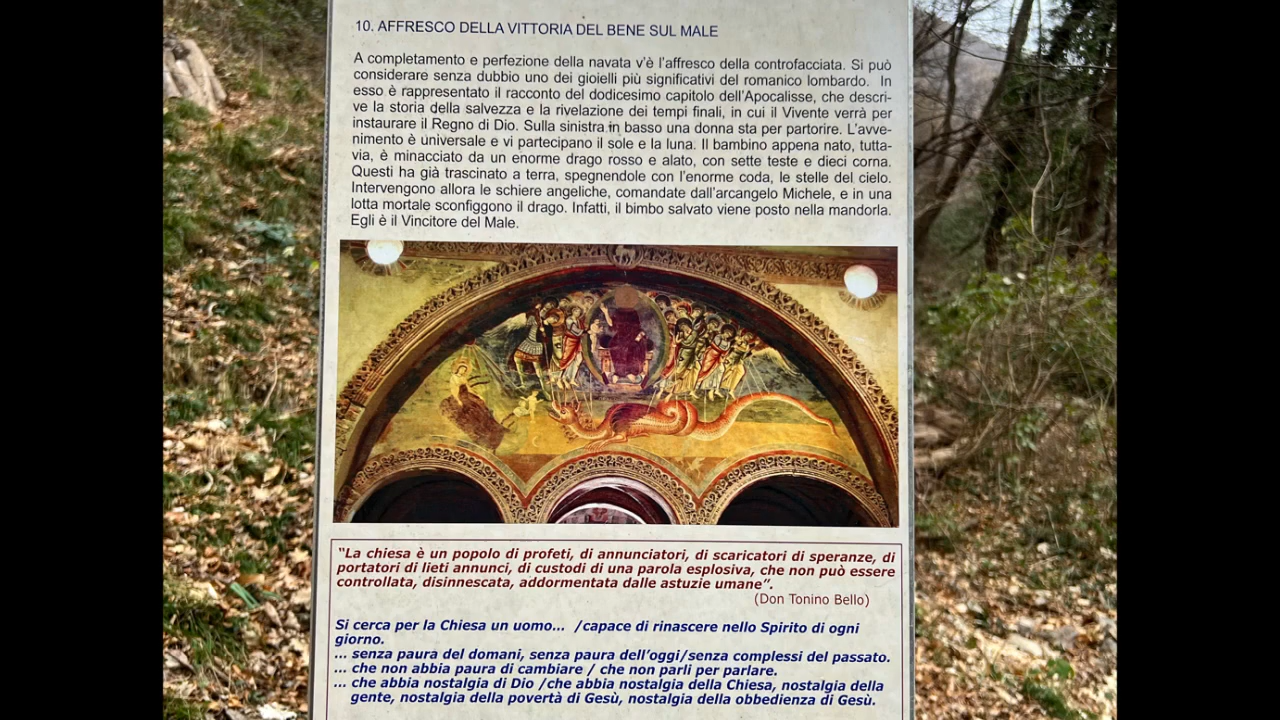 10. AFFRESCO DELLA VITTORIA DEL BENE SUL MALE
A completamento e perfezione della navata v'è l'affresco della controfacciata. Si può
considerare senza dubbio uno dei gioielli più significativi del romanico lombardo. In
esso è rappresentato il racconto del dodicesimo capitolo dell'Apocalisse, che descri-
ve la storia della salvezza e la rivelazione dei tempi finali, in cui il Vivente verrà per
instaurare il Regno di Dio. Sulla sinistra in basso una donna sta per partorire. L'avve-
nimento è universale e vi partecipano il sole e la luna. Il bambino appena nato, tutta-
via, è minacciato da un enorme drago rosso e alato, con sette teste e dieci corna.
Questi ha già trascinato a terra, spegnendole con l'enorme coda, le stelle del cielo.
Intervengono allora le schiere angeliche, comandate dall'arcangelo Michele, e in una
lotta mortale sconfiggono il drago. Infatti, il bimbo salvato viene posto nella mandorla.
Egli è il Vincitore del Male.
"La chiesa è un popolo di profeti, di annunciatori, di scaricatori di speranze, di
portatori di lieti annunci, di custodi di una parola esplosiva, che non può essere
controllata, disinnescata, addormentata dalle astuzie umane".
(Don Tonino Bello)
Si cerca per la Chiesa un uomo... /capace di rinascere nello Spirito di ogni
giorno.
... senza paura del domani, senza paura dell'oggi/senza complessi del passato.
... che non abbia paura di cambiare / che non parli per parlare.
... che abbia nostalgia di Dio /che abbia nostalgia della Chiesa, nostalgia della
gente, nostalgia della povertà di Gesù, nostalgia della obbedienza di Gesù.